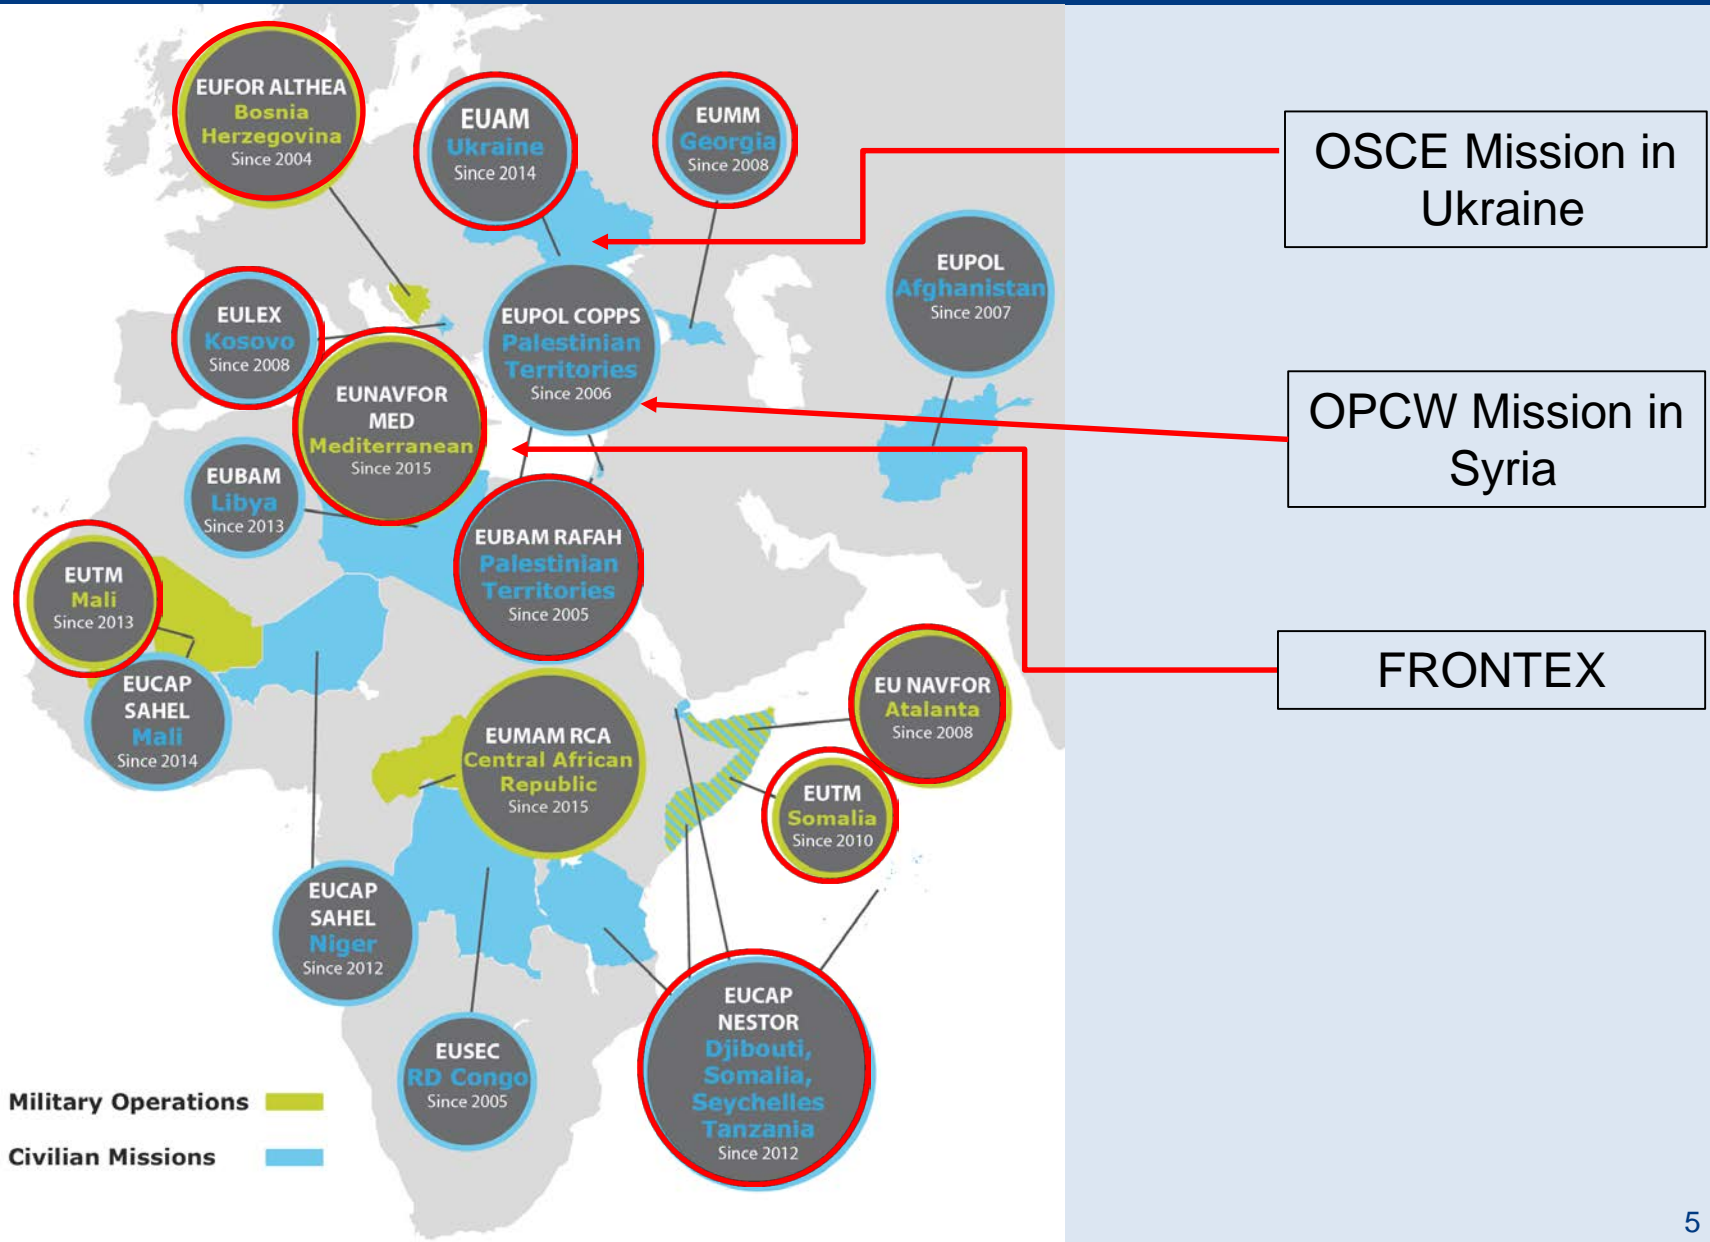 EUFOR ALTHEA
Bosnia
Herzegovina
Since 2004
EUAM
Ukraine
Since 2014
EUMM
Georgia
Since 2008
OSCE Mission in
Ukraine
EUPOL
Afghanistan
Since 2007
EULEX
Kosovo
Since 2008
EUPOL COPPS
Palestinian
Territories
Since 2006
EUNAVFOR
MED
Mediterranean
Since 2015
OPCW Mission in
Syria
EUBAM
Libya
Since 2013
EUBAM RAFAH
Palestinian
Territories
Since 2005
EUTM
Mali
Since 2013
FRONTEX
EUCAP
SAHEL
Mali
Since 2014
EU NAVFOR
Atalanta
Since 2008
EUMAM RCA
Central African
Republic
Since 2015
EUTM
Somalia
Since 2010
EUCAP
SAHEL
Niger
Since 2012
EUSEC
RD Congo
Since 2005
EUCAP
NESTOR
Djibouti,
Somalia,
Seychelles
Tanzania
Since 2012
Military Operations
Civilian Missions
5